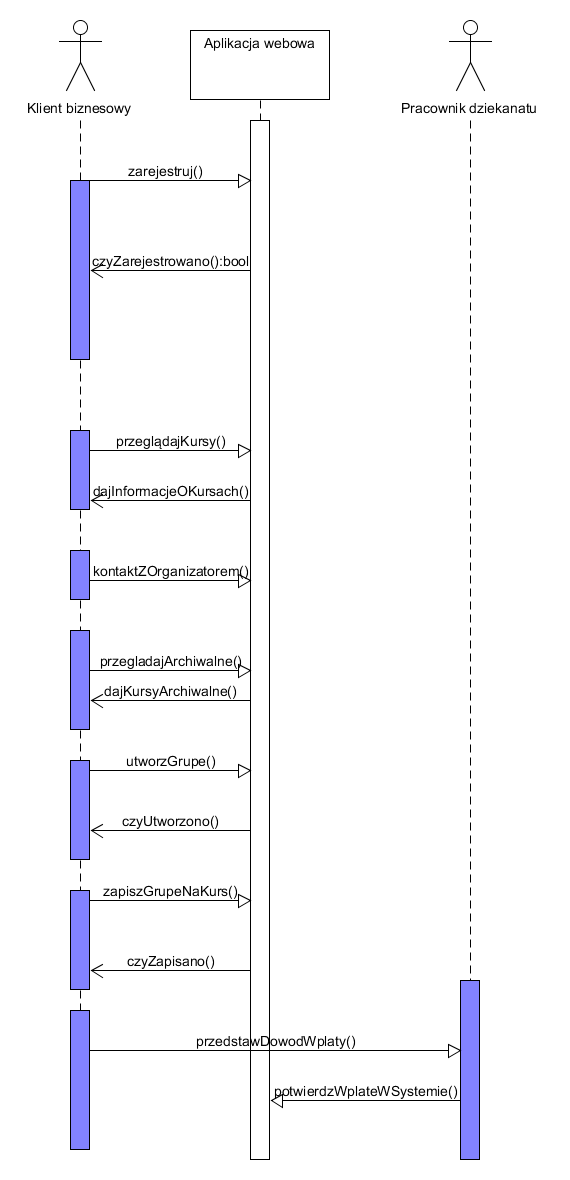 Aplikacja webowa
Klient biznesowy
Pracownik dziekanatu
zarejestruj()
czyZarejestrowano():bool
przeglądajKursy()
dajInformacjeOKursach()
kontaktZOrganizatorem()
przegladajArchiwalne()
dajKursyArchiwalne()
utworzGrupe()
czyUtworzono()
zapiszGrupeNaKurs()
czyZapisano()
przedstawDowodWplaty()
potwierdzWplateWSystemie()